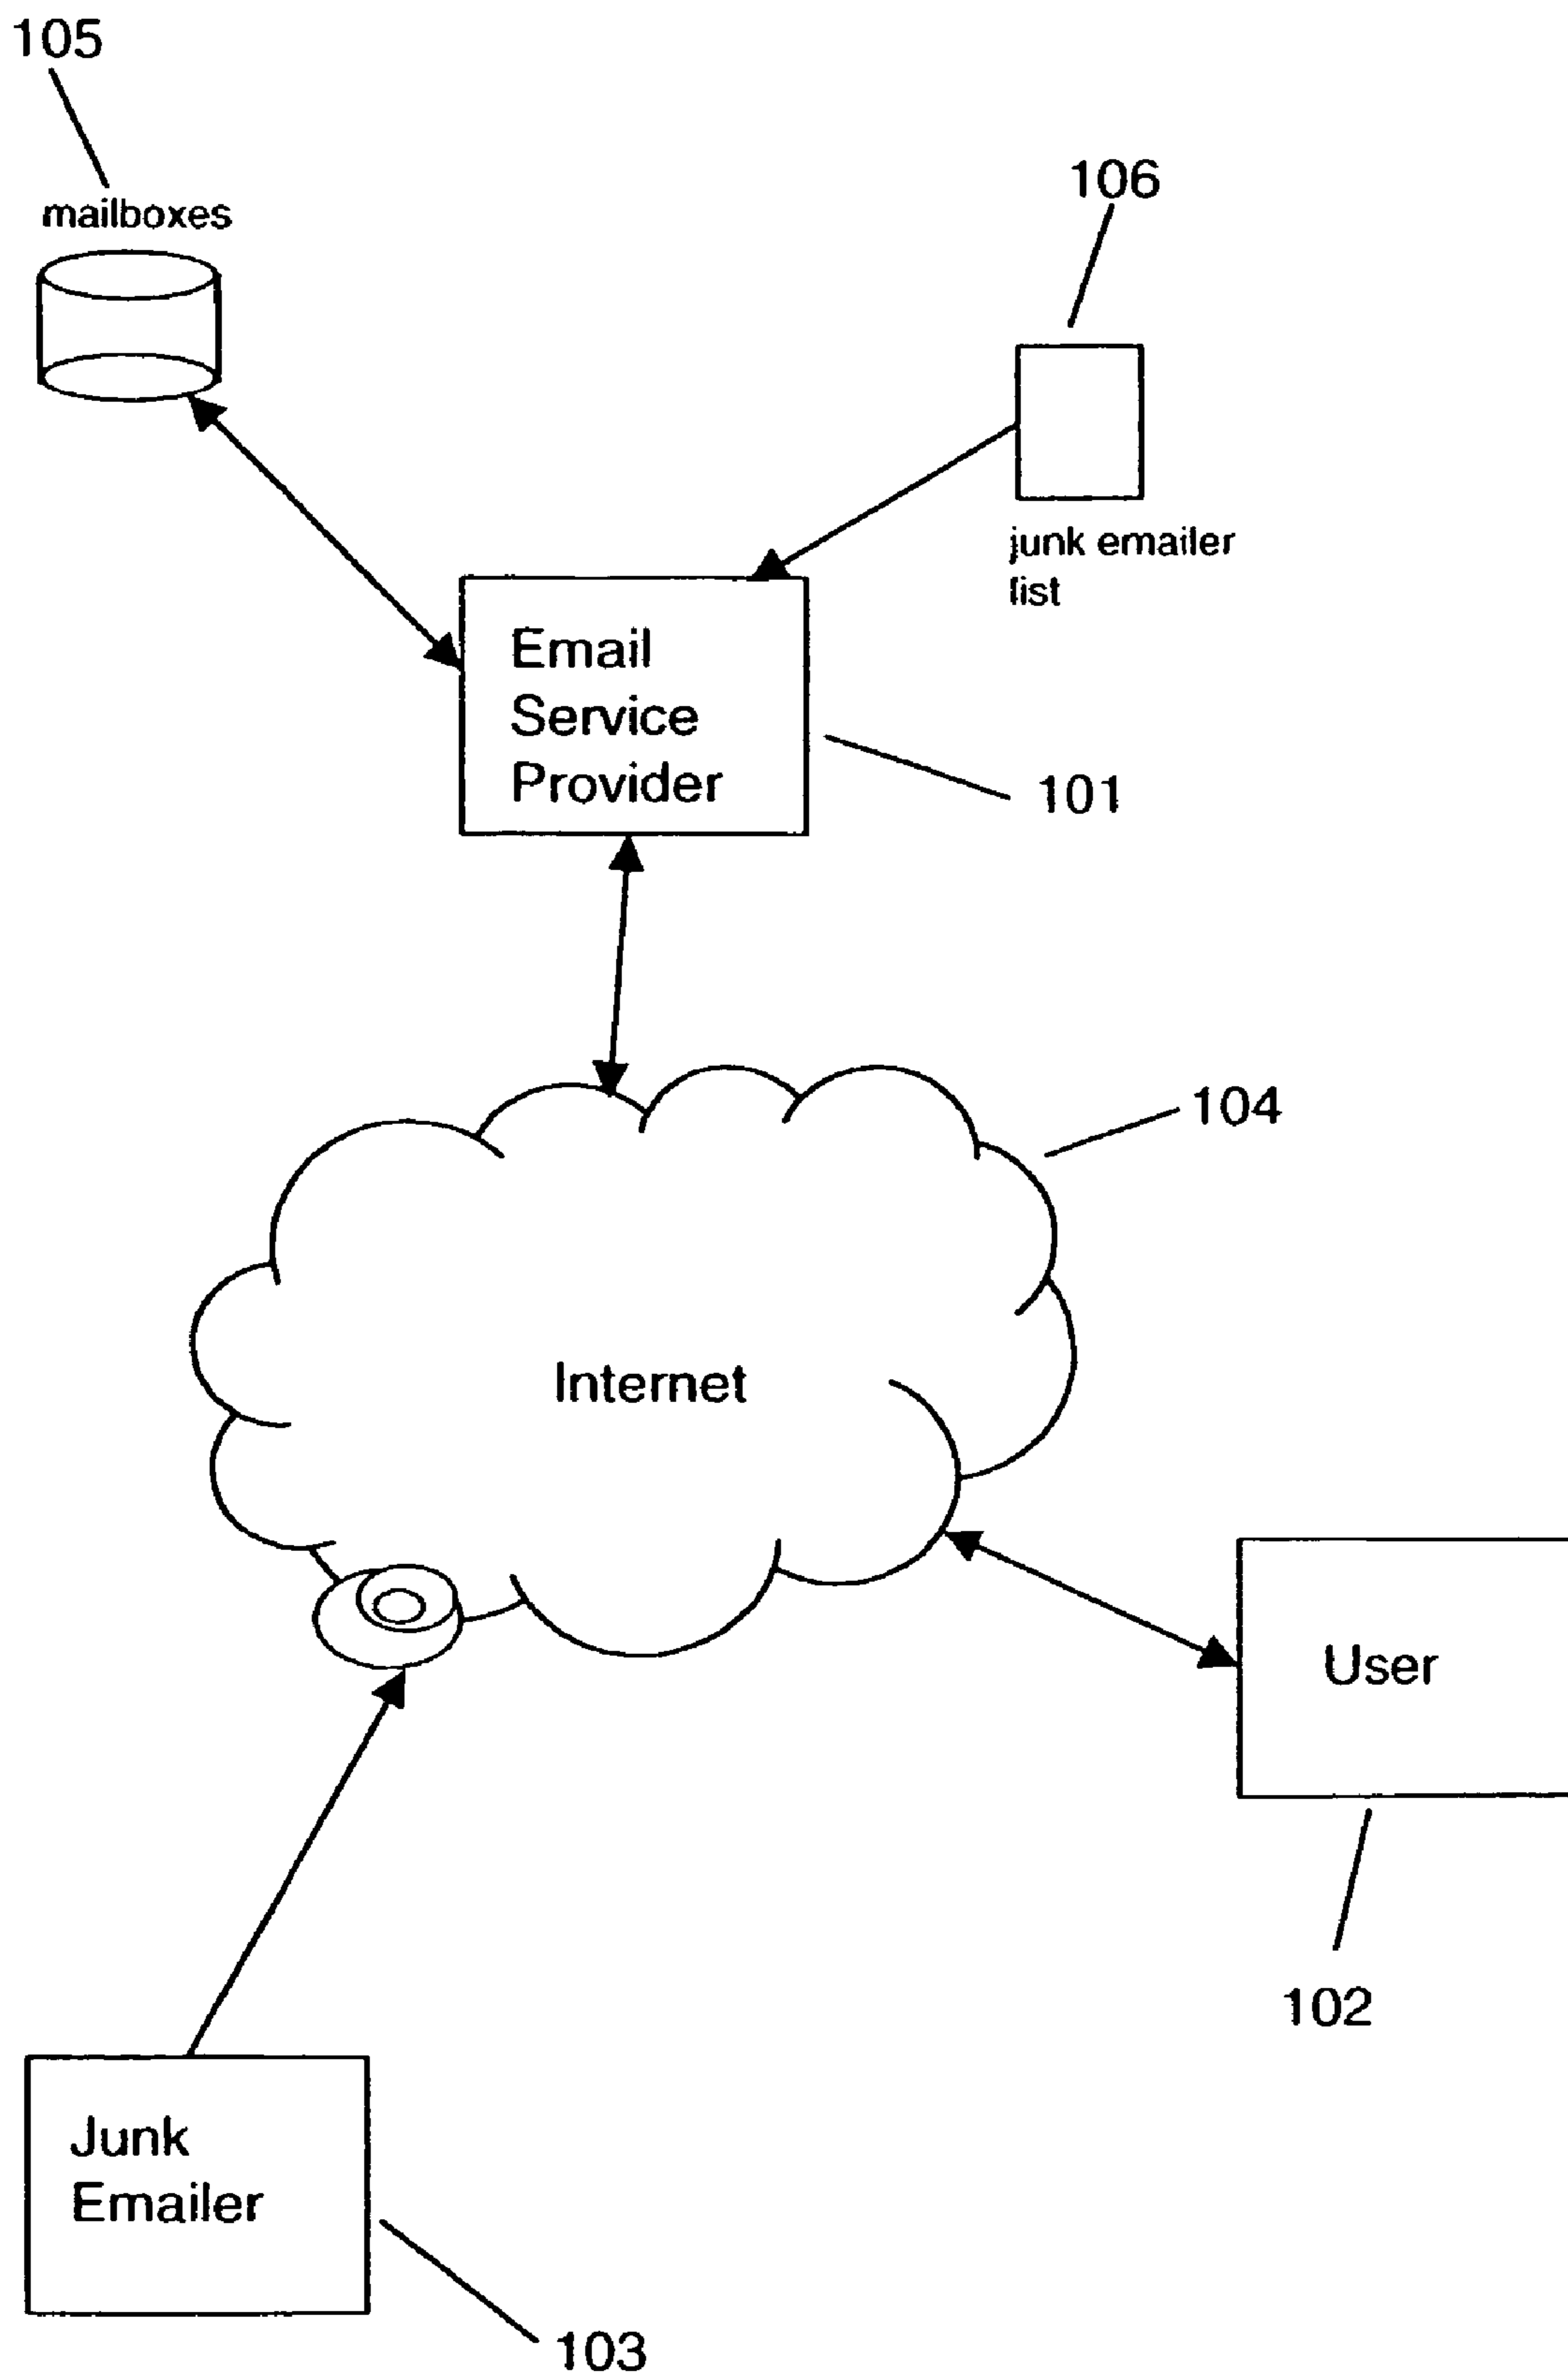 105
mailboxes
106
junk emailer
list
Email
Service
Provider
101
104
Internet
User
102
Junk
Emailer
103